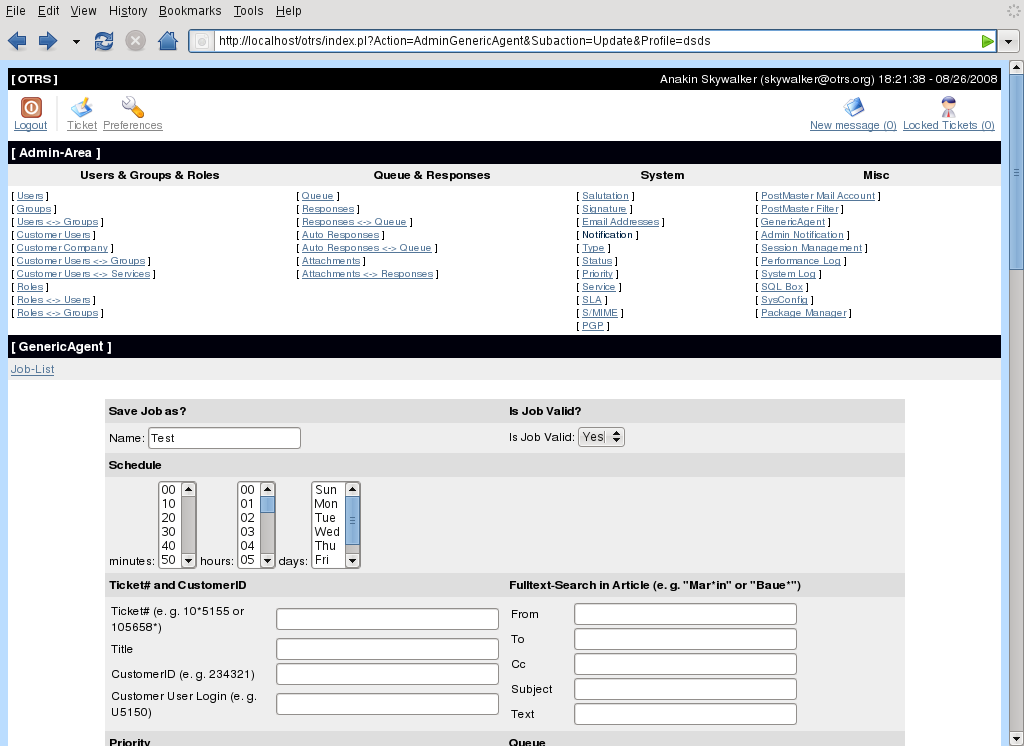 File Edit View History Bookmarks Tools Help
http://localhost/otrs/index.pl?Action=AdminGenericAgent&Subaction=Update&Profile=dsds
[ OTRS ] Anakin Skywalker (skywalker@otrs.org) 18:21:38 - 08/26/2008
Logout Ticket Preferences New message (0) Locked Tickets (0)
[ Admin-Area ]
Users & Groups & Roles Queue & Responses System Misc
[ Users ] [ Queue ] [ Salutation ] [ PostMaster Mail Account ]
[ Groups ] [ Responses ] [ Signature ] [ PostMaster Filter ]
[ Users <-> Groups ] [ Responses <-> Queue ] [ Email Addresses ] [ GenericAgent ]
[ Customer Users ] [ Auto Responses ] [ Notification ] [ Admin Notification ]
[ Customer Company ] [ Auto Responses <-> Queue ] [ Type ] [ Session Management ]
[ Customer Users <-> Groups ] [ Attachments ] [ Status ] [ Performance Log ]
[ Customer Users <-> Services ] [ Attachments <-> Responses ] [ Priority ] [ System Log ]
[ Roles ] [ Service ] [ SQL Box ]
[ Roles <-> Users ] [ SLA ] [ SysConfig ]
[ Roles <-> Groups ] [ S/MIME ] [ Package Manager ]
[ PGP ]
[ GenericAgent ]
Job-List
Save Job as? Is Job Valid?
Name: Test Is Job Valid: Yes
Schedule
00 00 Sun
10 01 Mon
20 02 Tue
30 03 Wed
40 04 Thu
minutes: 50 hours: 05 days: Fri
Ticket# and CustomerID Fulltext-Search in Article (e. g. "Mar*in" or "Baue*")
Ticket# (e. g. 10*5155 or
105658*)
From
To
Title
Cc
CustomerID (e. g. 234321)
Subject
Customer User Login (e. g.
U5150)
Text
Priority Queue